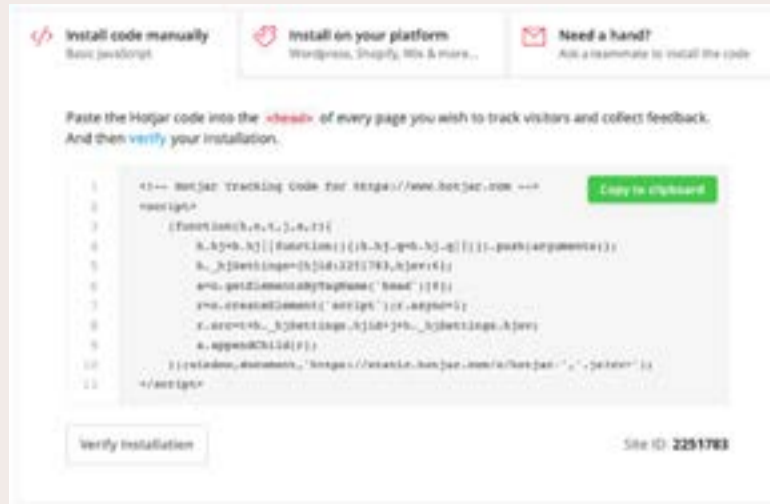 </> Install code manually
Basic JavaScript
Install on your platform
Wordpress, Shopify, Wix & more...
Need a hand?
Ask a teammate to install the code
Paste the Hotjar code into the <head> of every page you wish to track visitors and collect feedback.
And then verify your installation.
Copy to clipboard
1 <!-- Hotjar Tracking Code for https://www.hotjar.com -->
2 <script>
3 (function(h,o,t,j,a,r){
4 h.hj=h.hj||function(){(h.hj.q=h.hj.q||[]).push(arguments)};
5 h._hjSettings={hjid:2251783,hjsv:6};
6 a=o.getElementsByTagName('head')[0];
7 r=o.createElement('script');r.async=1;
8 r.src=t+h._hjSettings.hjid+j+h._hjSettings.hjsv;
9 a.appendChild(r);
10 })(window,document,'https://static.hotjar.com/c/hotjar-','.js?sv=');
11 </script>
Verify Installation
Site ID: 2251783